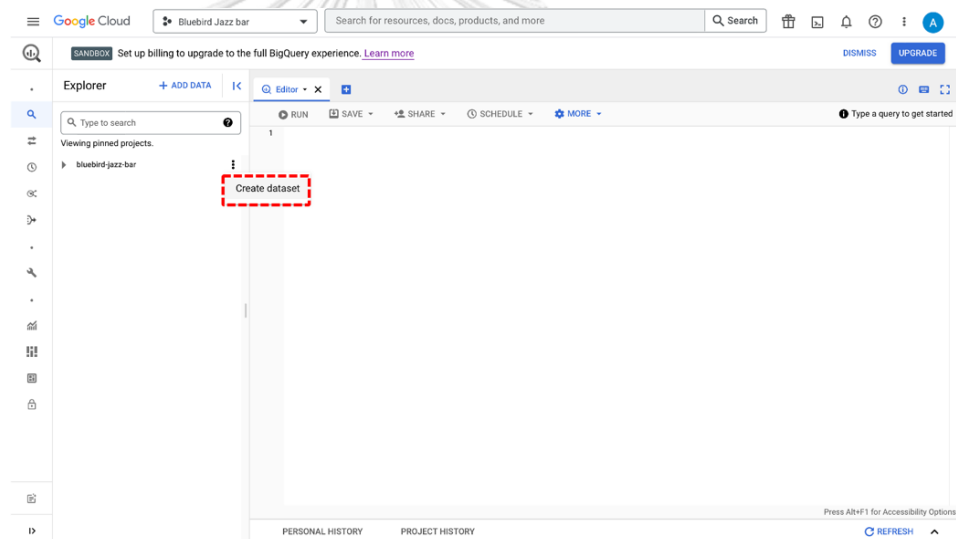 Google Cloud
Bluebird Jazz bar
Search for resources, docs, products, and more
Search
A
SANDBOX Set up billing to upgrade to the full BigQuery experience. Learn more
DISMISS
UPGRADE
Explorer
+ ADD DATA
Editor
Type to search
Viewing pinned projects.
bluebird-jazz-bar
Create dataset
RUN
SAVE
SHARE
SCHEDULE
MORE
Type a query to get started
1
Press Alt+F1 for Accessibility Options
PERSONAL HISTORY
PROJECT HISTORY
REFRESH